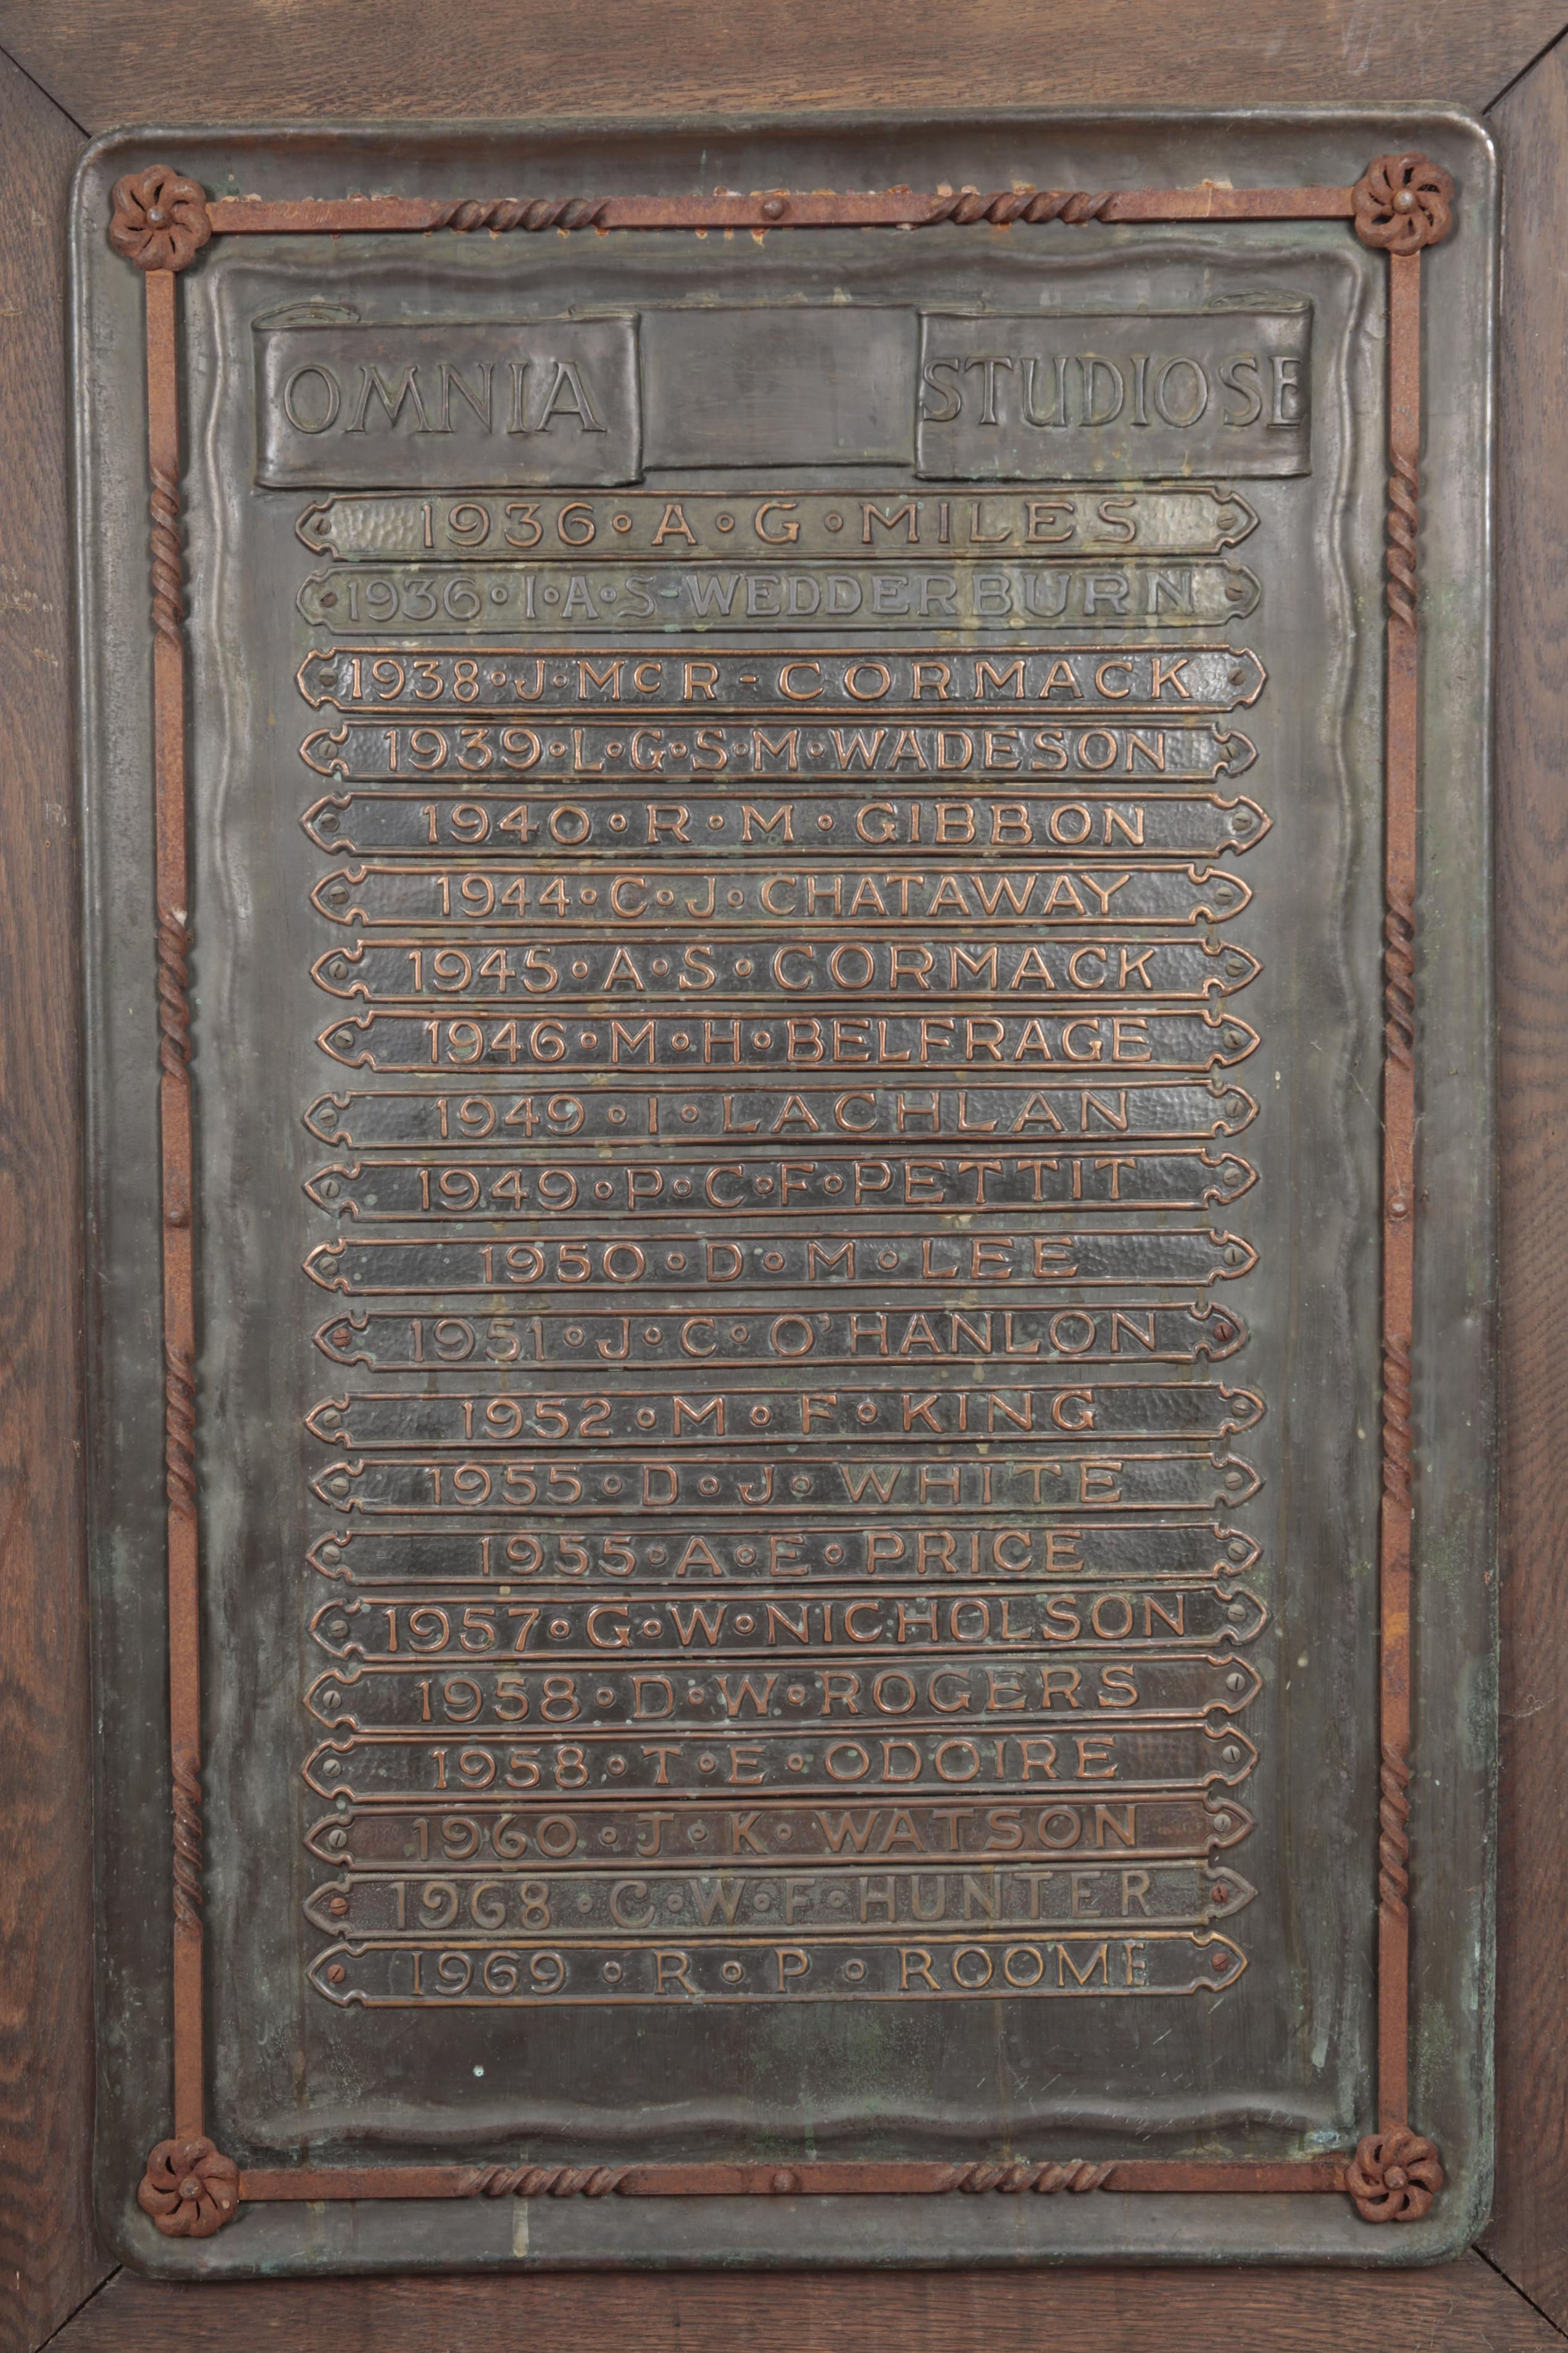 OMNIA STUDIOSE
1936 · A · G · MILES
1936 · I · A · S · WEDDERBURN
1938 · J · McR - CORMACK
1939 · L · G · S · M · WADESON
1940 · R · M · GIBBON
1944 · C · J · CHATAWAY
1945 · A · S · CORMACK
1946 · M · H · BELFRAGE
1949 · I · LACHLAN
1949 · P · C · F · PETTIT
1950 · D · M · LEE
1951 · J · C · O'HANLON
1952 · M · F · KING
1955 · D · J · WHITE
1955 · A · E · PRICE
1957 · G · W · NICHOLSON
1958 · D · W · ROGERS
1958 · T · E · ODOIRE
1960 · J · K · WATSON
1968 · C · W · F · HUNTER
1969 · R · P · ROOME